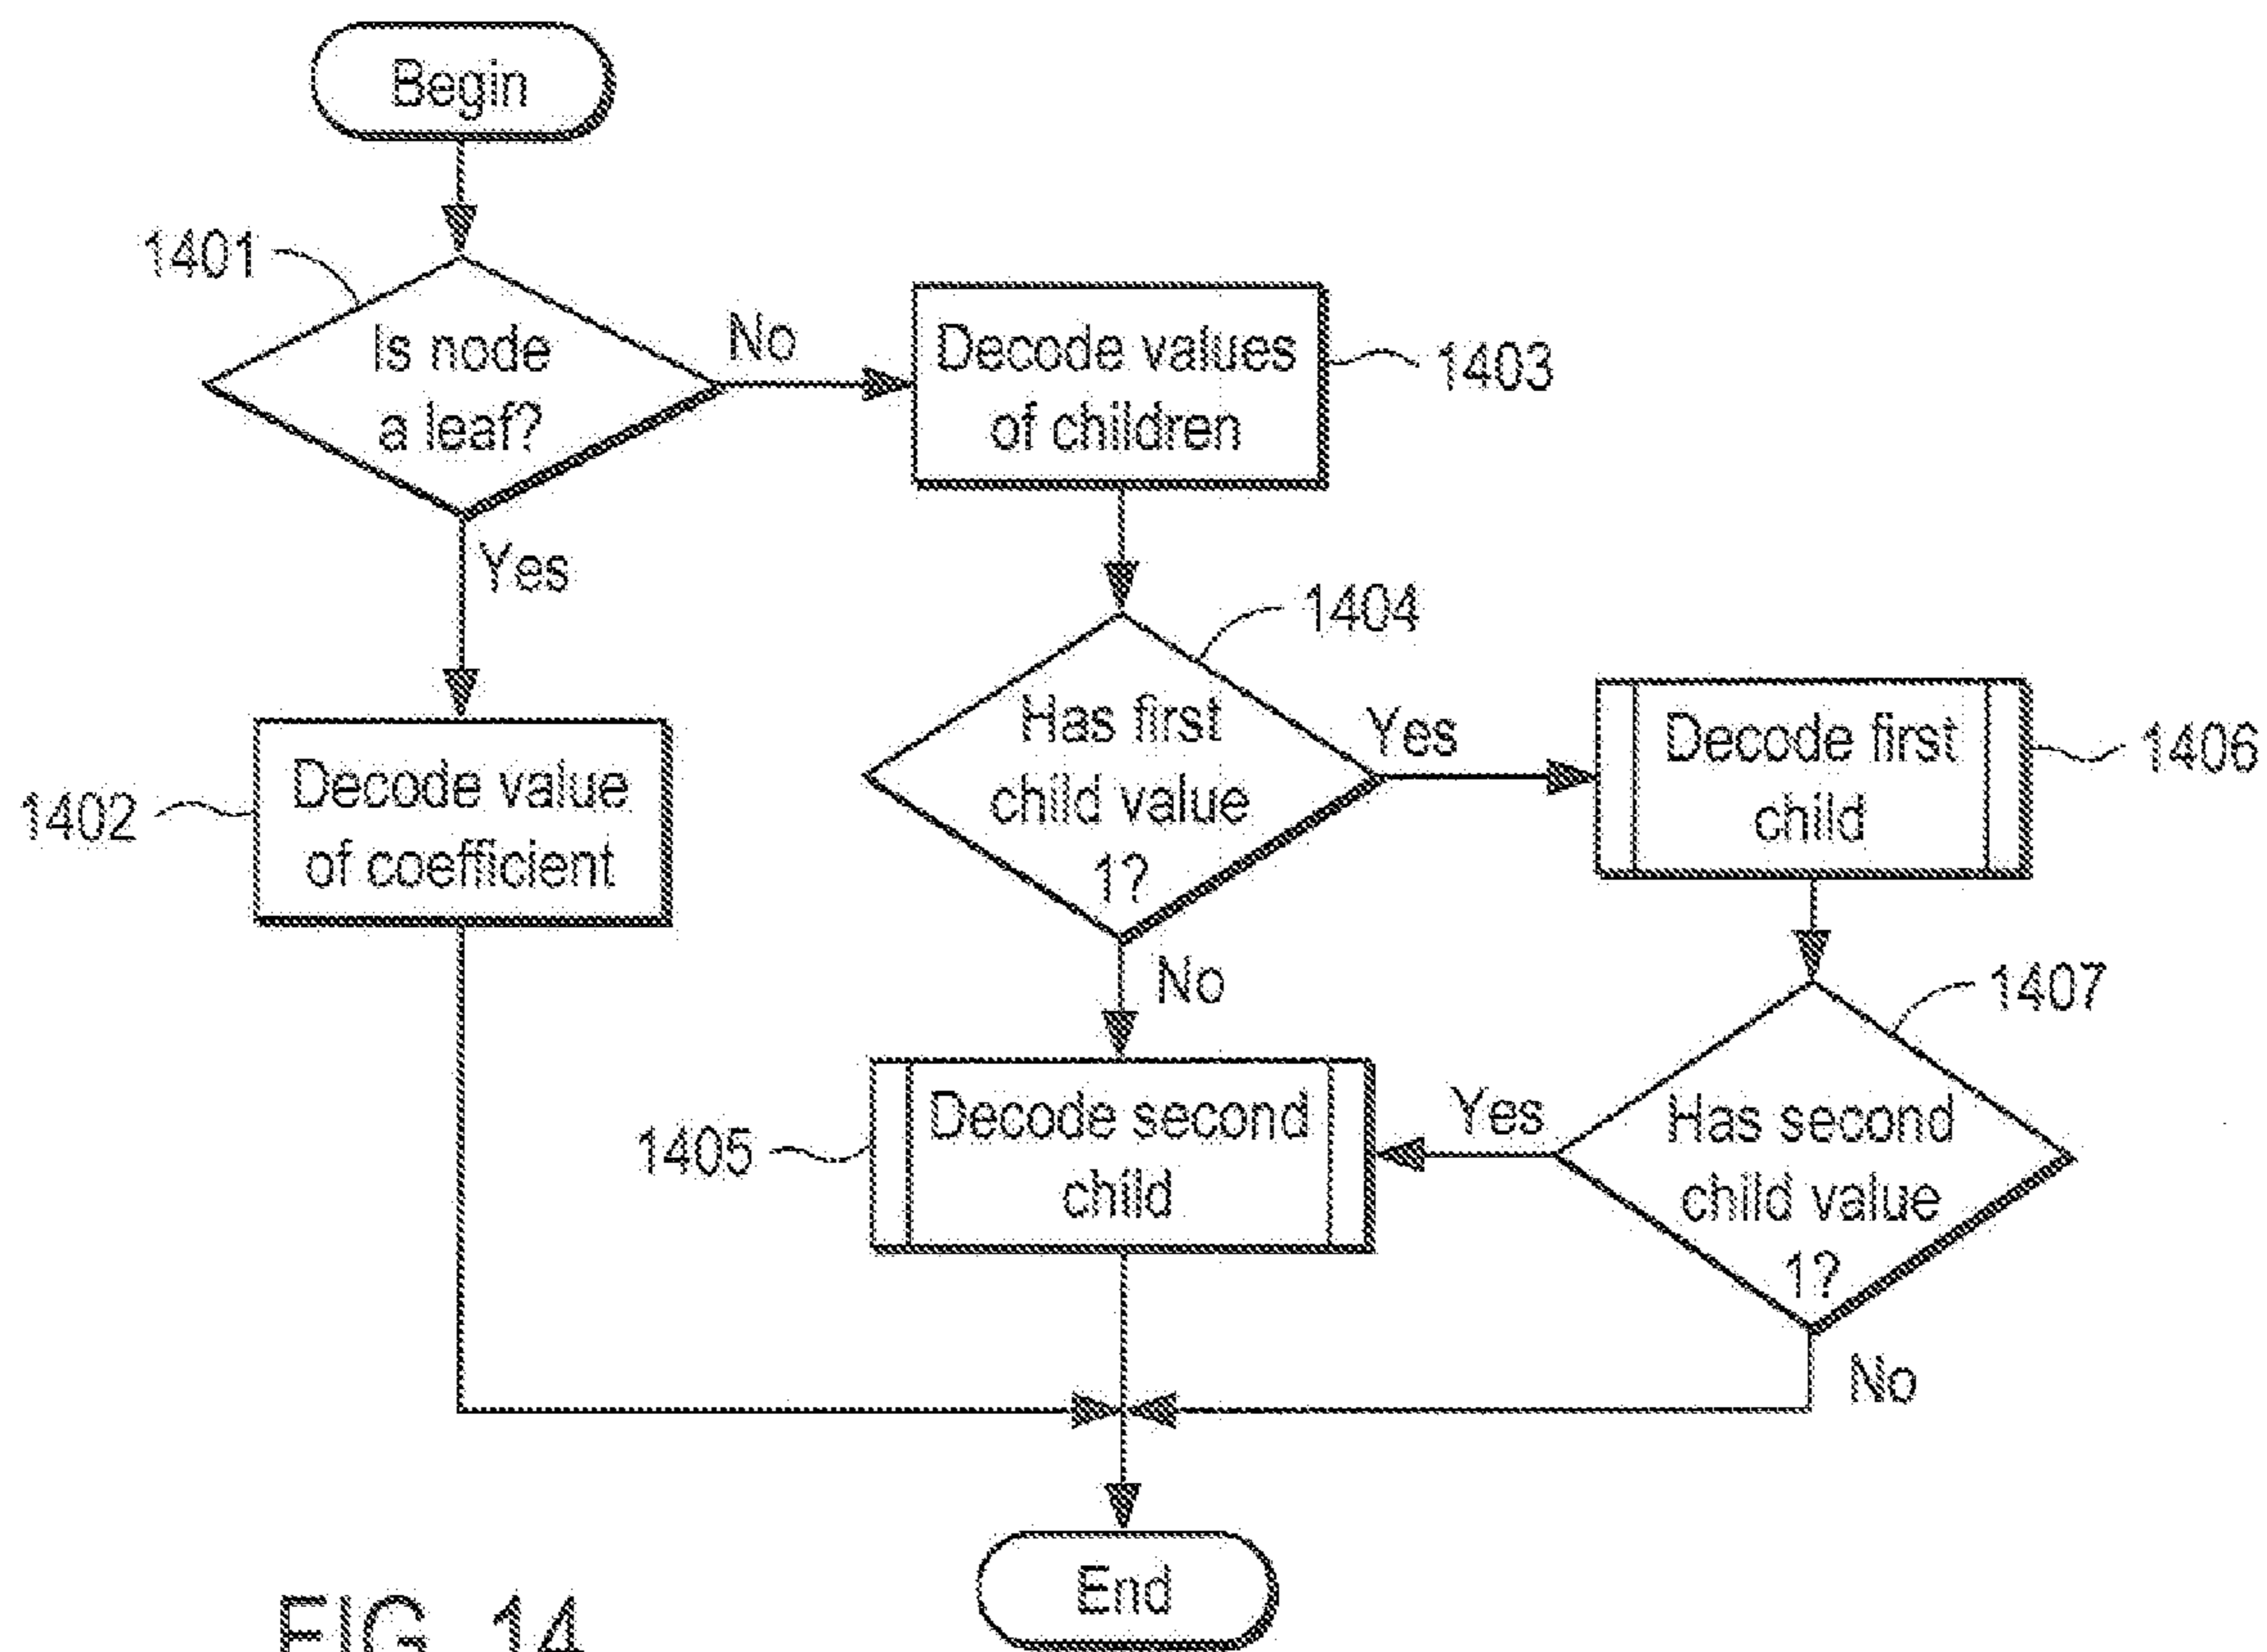 Begin
1401
Is node
a leaf?
No
Decode values
of children
1403
Yes
1404
Has first
child value
1?
Yes
Decode first
child
1406
1402
Decode value
of coefficient
No
1407
1405
Decode second
child
Yes
Has second
child value
1?
No
End
FIG. 14